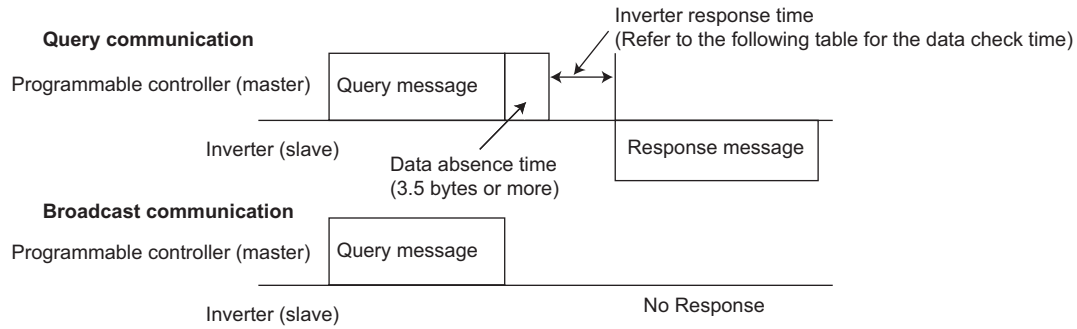 Inverter response time
(Refer to the following table for the data check time)
Query communication
Programmable controller (master)
Query message
Inverter (slave)
Data absence time
(3.5 bytes or more)
Response message
Broadcast communication
Programmable controller (master)
Query message
Inverter (slave)
No Response